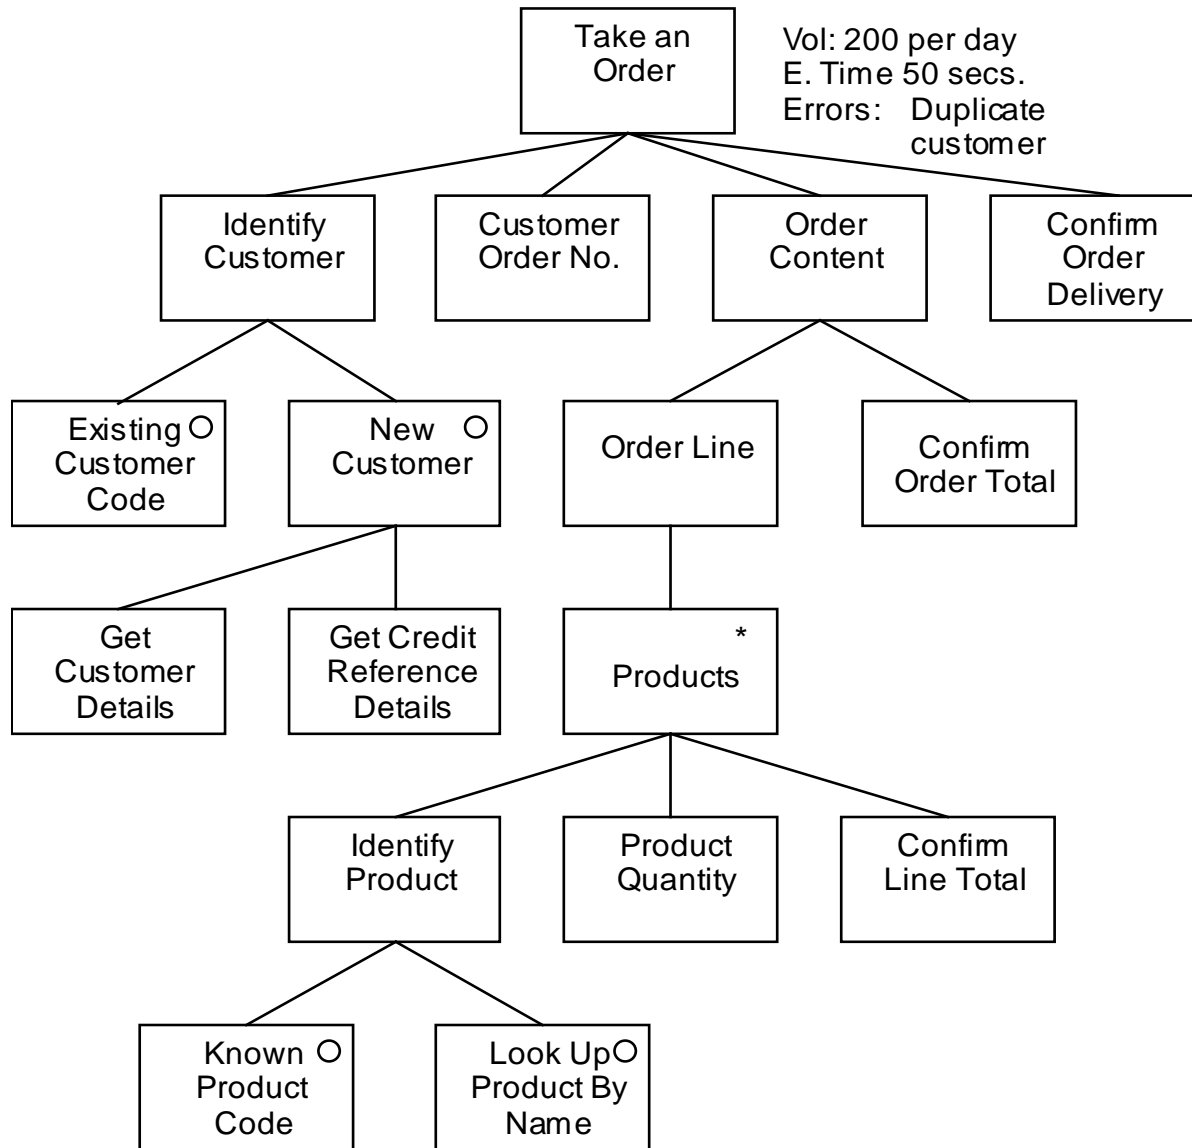 Take an
Order
Vol: 200 per day
E. Time 50 secs.
Errors: Duplicate
customer
Identify
Customer
Customer
Order No.
Order
Content
Confirm
Order
Delivery
Existing
Customer
Code
New
Customer
Order Line
Confirm
Order Total
Get
Customer
Details
Get Credit
Reference
Details
*
Products
Identify
Product
Product
Quantity
Confirm
Line Total
Known
Product
Code
Look Up
Product By
Name